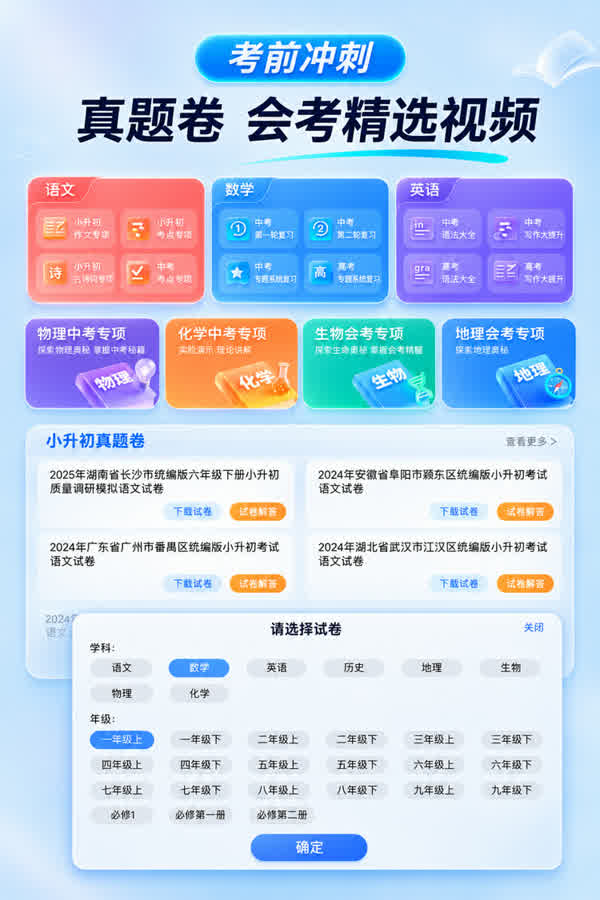 考前冲刺
真题卷 会考精选视频
语文
小升初
作文专项
小升初
考点专项
诗
小升初
古诗词专项
中考
考点专项
数学
1
中考
第一轮复习
2
中考
第二轮复习
中考
专题系统复习
高
高考
专题系统复习
英语
in
中考
语法大全
中考
写作大提升
gra
高考
语法大全
高考
写作大提升
物理中考专项
探索物理奥秘 掌握中考秘籍
物理
化学中考专项
实验演示 理论讲解
化学
生物会考专项
探索生命奥秘 掌握会考精髓
生物
地理会考专项
探索地理奥秘
地理
小升初真题卷
查看更多 >
2025年湖南省长沙市统编版六年级下册小升初
质量调研模拟语文试卷
下载试卷
试卷解答
2024年安徽省阜阳市颍东区统编版小升初考试
语文试卷
下载试卷
试卷解答
2024年广东省广州市番禺区统编版小升初考试
语文试卷
下载试卷
试卷解答
2024年湖北省武汉市江汉区统编版小升初考试
语文试卷
下载试卷
试卷解答
2024年
语文
请选择试卷
关闭
学科:
语文
数学
英语
历史
地理
生物
物理
化学
年级:
一年级上
一年级下
二年级上
二年级下
三年级上
三年级下
四年级上
四年级下
五年级上
五年级下
六年级上
六年级下
七年级上
七年级下
八年级上
八年级下
九年级上
九年级下
必修1
必修第一册
必修第二册
确定